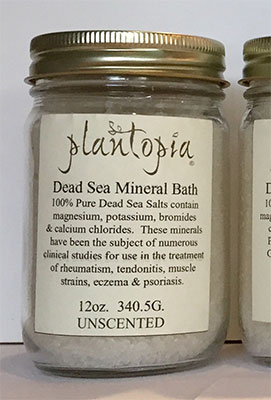 plantopia®
Dead Sea Mineral Bath
100% Pure Dead Sea Salts contain
magnesium, potassium, bromides
& calcium chlorides. These minerals
have been the subject of numerous
clinical studies for use in the treatment
of rheumatism, tendonitis, muscle
strains, eczema & psoriasis.
12oz. 340.5G.
UNSCENTED